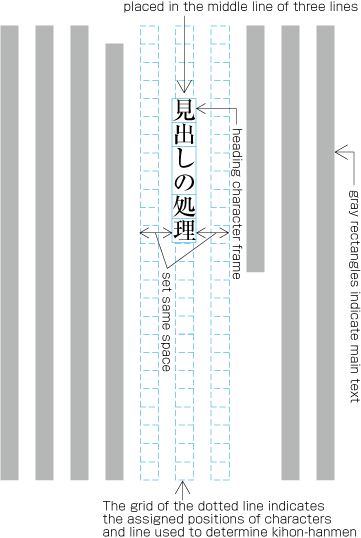 placed in the middle line of three lines
見出しの処理
heading character frame
gray rectangles indicate main text
set same space
The grid of the dotted line indicates
the assigned positions of characters
and line used to determine kihon-hanmen